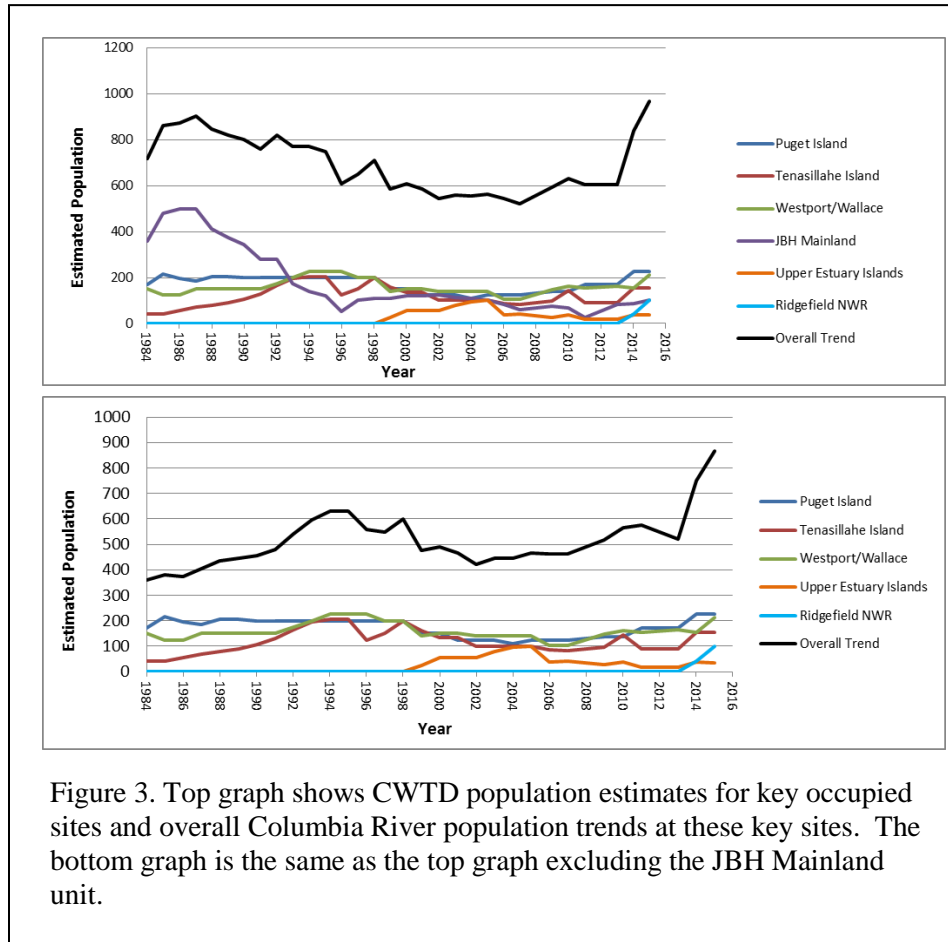 1200
1000
800
600
400
200
0
Estimated Population
1984
1986
1988
1990
1992
1994
1996
1998
2000
2002
2004
2006
2008
2010
2012
2014
2016
Year
Puget Island
Tenasillahe Island
Westport/Wallace
JBH Mainland
Upper Estuary Islands
Ridgefield NWR
Overall Trend
1000
900
800
700
600
500
400
300
200
100
0
Estimated Population
1984
1986
1988
1990
1992
1994
1996
1998
2000
2002
2004
2006
2008
2010
2012
2014
2016
Year
Puget Island
Tenasillahe Island
Westport/Wallace
Upper Estuary Islands
Ridgefield NWR
Overall Trend
Figure 3. Top graph shows CWTD population estimates for key occupied
sites and overall Columbia River population trends at these key sites.  The
bottom graph is the same as the top graph excluding the JBH Mainland
unit.